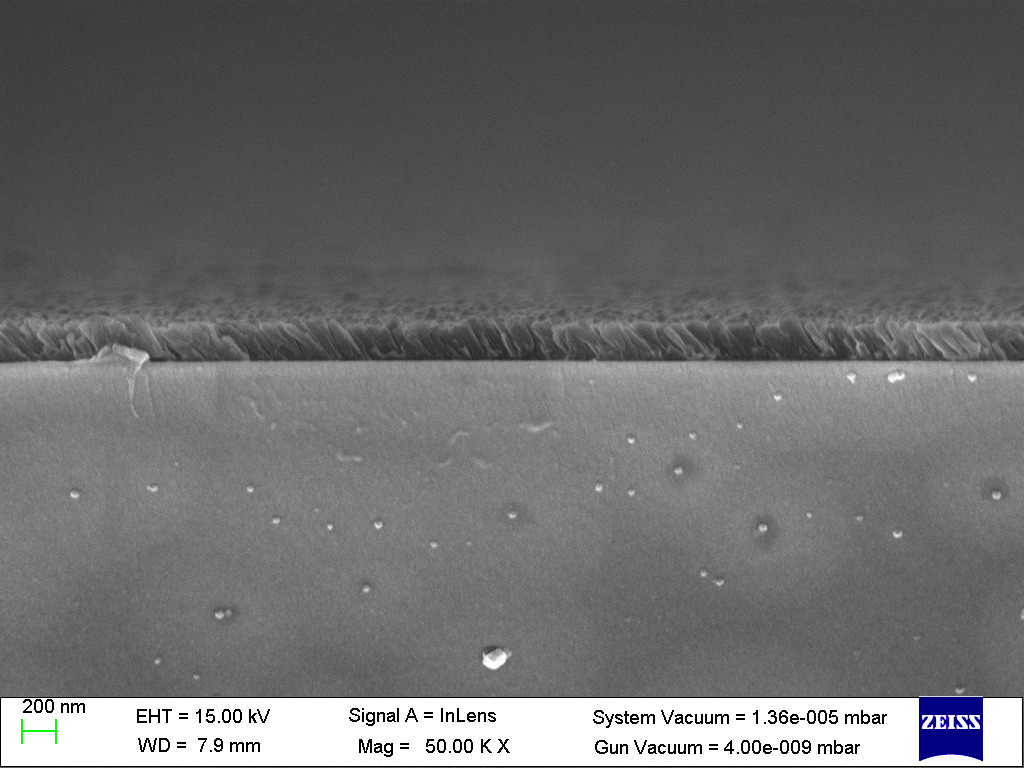 200 nm
EHT = 15.00 kV
Signal A = InLens
System Vacuum = 1.36e-005 mbar
WD = 7.9 mm
Mag = 50.00 K X
Gun Vacuum = 4.00e-009 mbar
ZEISS